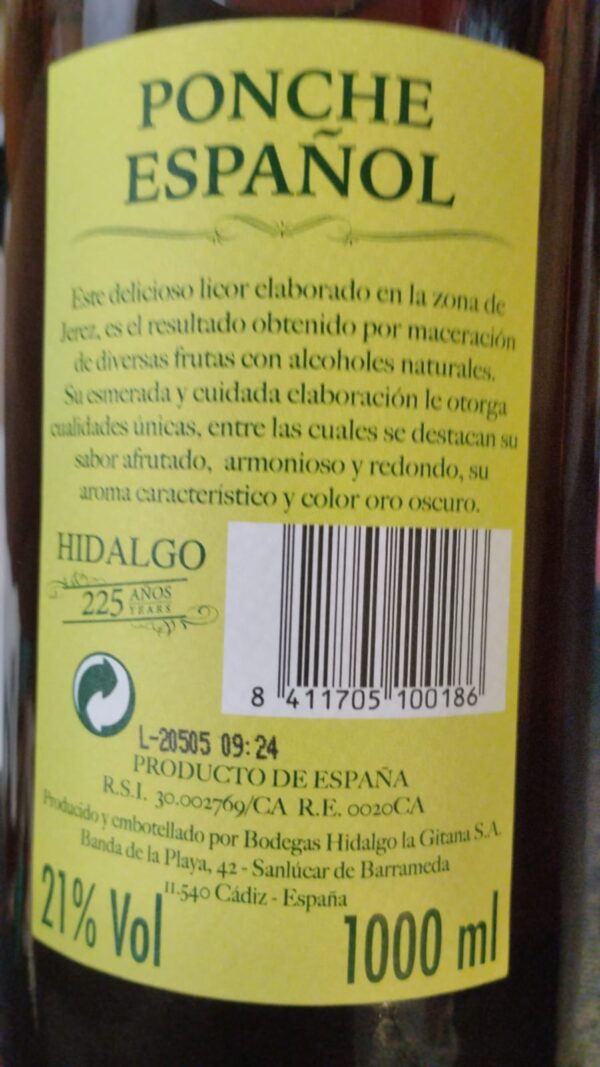 PONCHE
ESPAÑOL
Este delicioso licor elaborado en la zona de
Jerez, es el resultado obtenido por maceración
de diversas frutas con alcoholes naturales.
Su esmerada y cuidada elaboración le otorga
cualidades únicas, entre las cuales se destacan su
sabor afrutado, armonioso y redondo, su
aroma característico y color oro oscuro.
HIDALGO
225 AÑOS
YEARS
8 411705 100186
L-20505 09:24
PRODUCTO DE ESPAÑA
R.S.I. 30.002769/CA R.E. 0020CA
Producido y embotellado por Bodegas Hidalgo la Gitana S.A.
Banda de la Playa, 42 - Sanlúcar de Barrameda
11.540 Cádiz - España
21% Vol
1000 ml